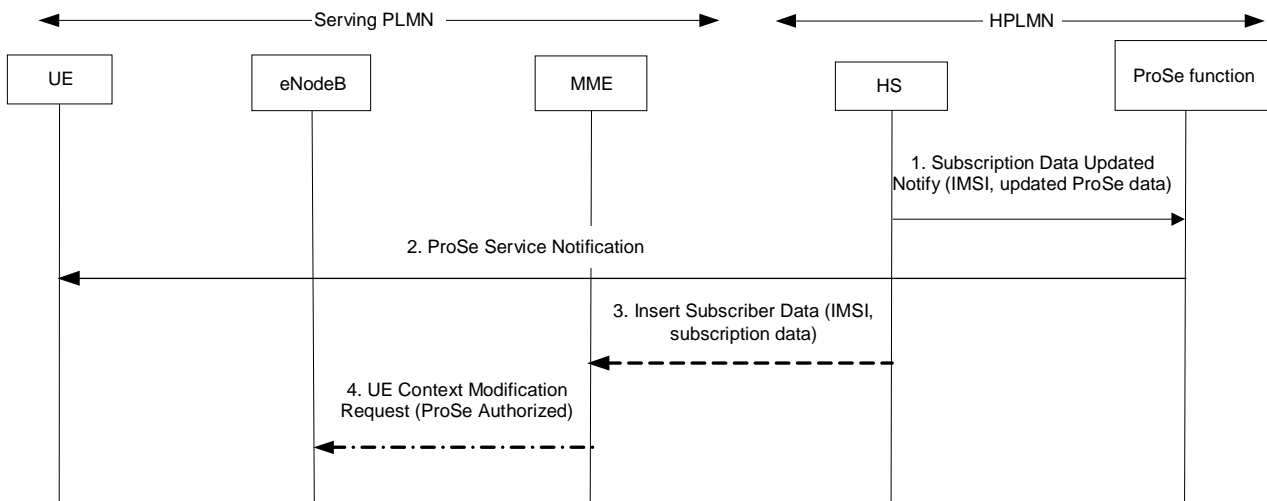 Serving PLMN
HPLMN
UE
eNodeB
MME
HS
ProSe function
1. Subscription Data Updated
Notify (IMSI, updated ProSe data)
2. ProSe Service Notification
3. Insert Subscriber Data (IMSI,
subscription data)
4. UE Context Modification
Request (ProSe Authorized)